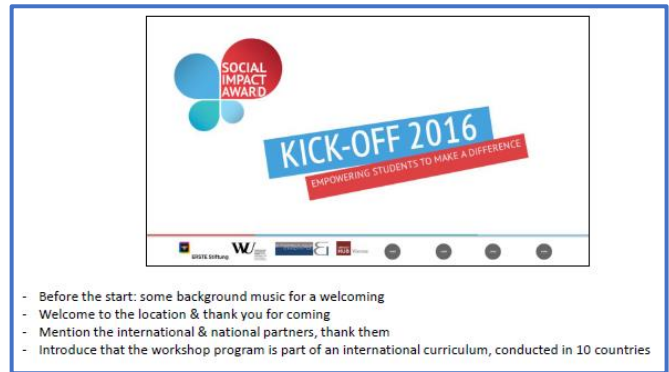 SOCIAL
IMPACT
AWARD
KICK-OFF 2016
EMPOWERING STUDENTS TO MAKE A DIFFERENCE
ERSTE Stiftung
- Before the start: some background music for a welcoming
- Welcome to the location & thank you for coming
- Mention the international & national partners, thank them
- Introduce that the workshop program is part of an international curriculum, conducted in 10 countries